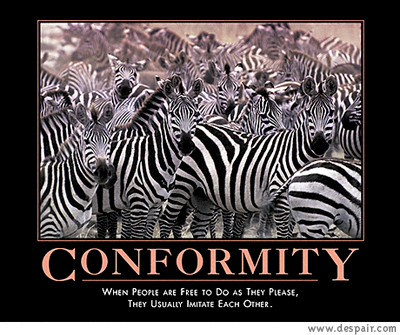 CONFORMITY
WHEN PEOPLE ARE FREE TO DO AS THEY PLEASE,
THEY USUALLY IMITATE EACH OTHER.
www.despair.com